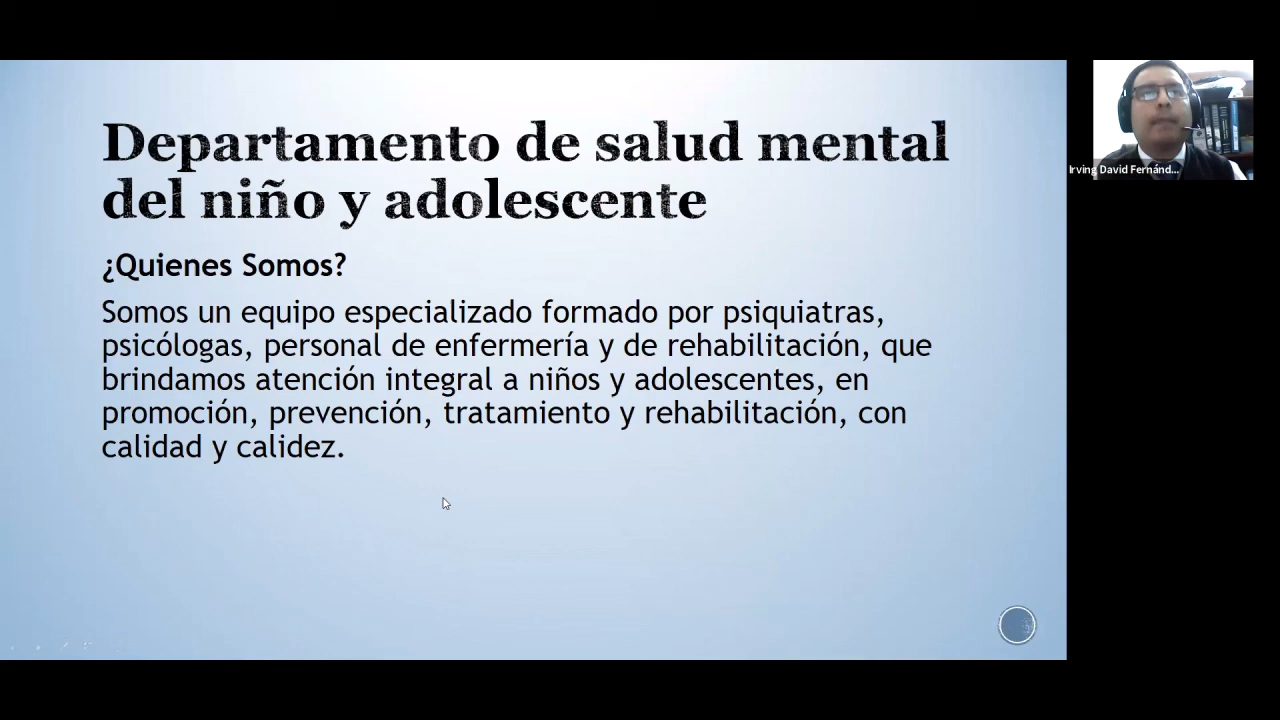 Departamento de salud mental
del niño y adolescente
¿Quienes Somos?
Somos un equipo especializado formado por psiquiatras,
psicólogas, personal de enfermería y de rehabilitación, que
brindamos atención integral a niños y adolescentes, en
promoción, prevención, tratamiento y rehabilitación, con
calidad y calidez.
Irving David Fernánd...